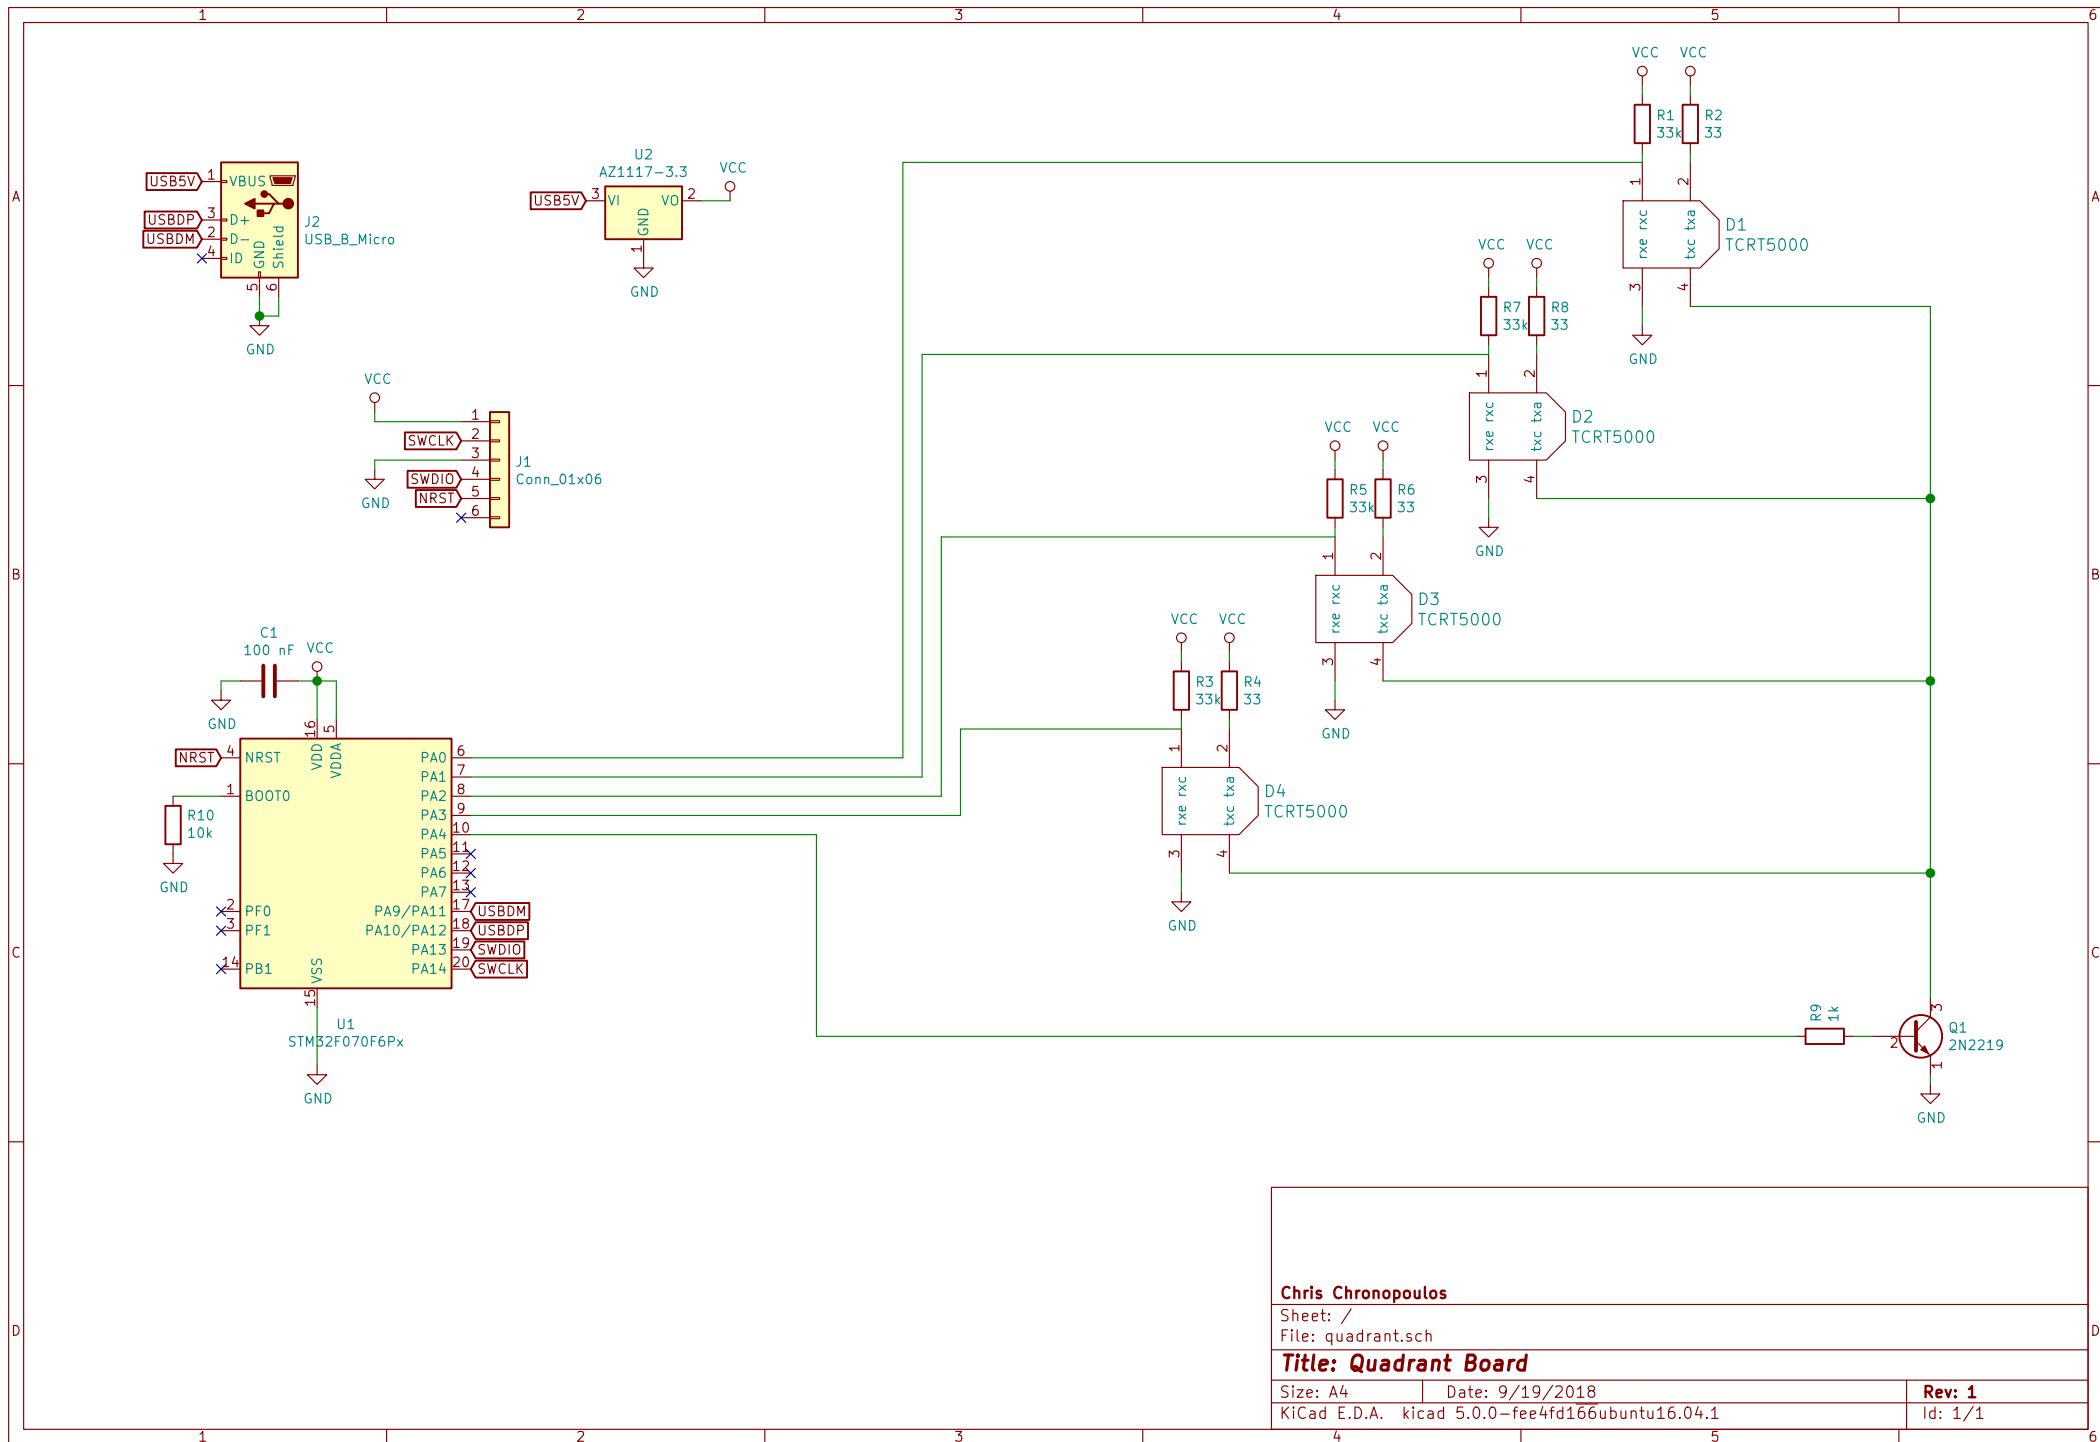 1 2 3 4 5 6
A
B
C
D
A
B
C
D
1 2 3 4 5 6
USB5V 1 VBUS
USBDP 3 D+
USBDM 2 D-
4 ID
GND
Shield
5
6
J2
USB_B_Micro
GND
U2
AZ1117-3.3
USB5V 3 VI VO 2
VCC
GND
1
GND
VCC
1
SWCLK 2
3
SWDIO 4
NRST 5
6
J1
Conn_01x06
GND
C1
100 nF
VCC
GND
16
5
VDD
VDDA
NRST 4 NRST
1 BOOT0
R10
10k
GND
2 PF0
3 PF1
14 PB1
VSS
15
PA0 6
PA1 7
PA2 8
PA3 9
PA4 10
PA5 11
PA6 12
PA7 13
PA9/PA11 17 USBDM
PA10/PA12 18 USBDP
PA13 19 SWDIO
PA14 20 SWCLK
U1
STM32F070F6Px
GND
VCC VCC
R1
33k
R2
33
1
2
rxe rxc
txc txa
D1
TCRT5000
3
4
GND
VCC VCC
R7
33k
R8
33
1
2
rxe rxc
txc txa
D2
TCRT5000
3
4
GND
VCC VCC
R5
33k
R6
33
1
2
rxe rxc
txc txa
D3
TCRT5000
3
4
GND
VCC VCC
R3
33k
R4
33
1
2
rxe rxc
txc txa
D4
TCRT5000
3
4
GND
R9
1k
2
3
1
Q1
2N2219
GND
Chris Chronopoulos
Sheet: /
File: quadrant.sch
Title: Quadrant Board
Size: A4 Date: 9/19/2018 Rev: 1
KiCad E.D.A. kicad 5.0.0-fee4fd166ubuntu16.04.1 Id: 1/1